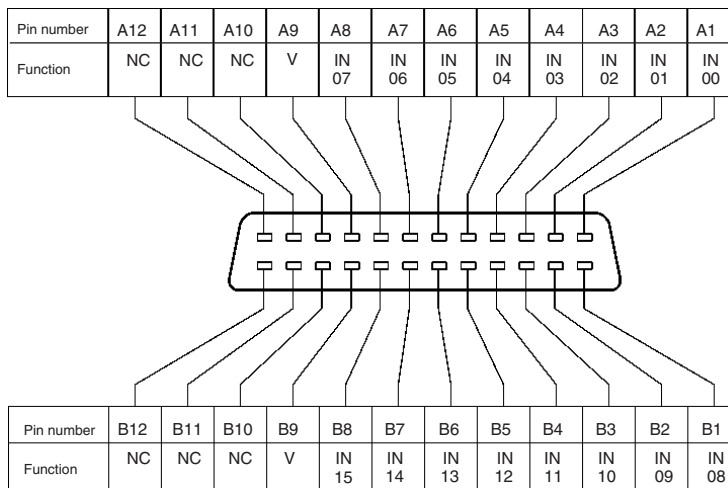 Pin number A12 A11 A10 A9 A8 A7 A6 A5 A4 A3 A2 A1
Function NC NC NC V IN 07 IN 06 IN 05 IN 04 IN 03 IN 02 IN 01 IN 00
Pin number B12 B11 B10 B9 B8 B7 B6 B5 B4 B3 B2 B1
Function NC NC NC V IN 15 IN 14 IN 13 IN 12 IN 11 IN 10 IN 09 IN 08